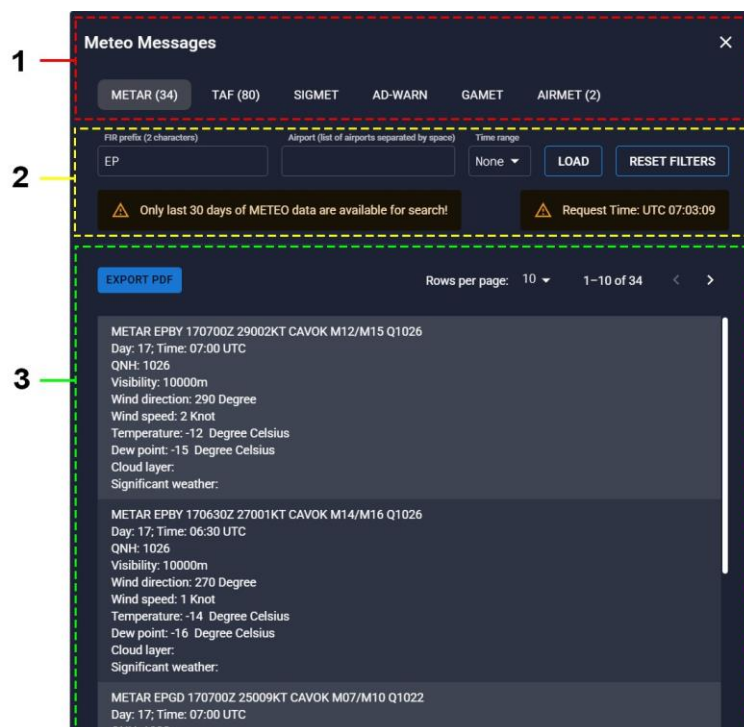 1
Meteo Messages
METAR (34) TAF (80) SIGMET AD-WARN GAMET AIRMET (2)
2
FIR prefix (2 characters) Airport (list of airports separated by space) Time range
EP None LOAD RESET FILTERS
Only last 30 days of METEO data are available for search! Request Time: UTC 07:03:09
3
EXPORT PDF Rows per page: 10 1–10 of 34
METAR EPBY 170700Z 29002KT CAVOK M12/M15 Q1026
Day: 17; Time: 07:00 UTC
QNH: 1026
Visibility: 10000m
Wind direction: 290 Degree
Wind speed: 2 Knot
Temperature: -12 Degree Celsius
Dew point: -15 Degree Celsius
Cloud layer:
Significant weather:
METAR EPBY 170630Z 27001KT CAVOK M14/M16 Q1026
Day: 17; Time: 06:30 UTC
QNH: 1026
Visibility: 10000m
Wind direction: 270 Degree
Wind speed: 1 Knot
Temperature: -14 Degree Celsius
Dew point: -16 Degree Celsius
Cloud layer:
Significant weather:
METAR EPGD 170700Z 25009KT CAVOK M07/M10 Q1022
Day: 17; Time: 07:00 UTC